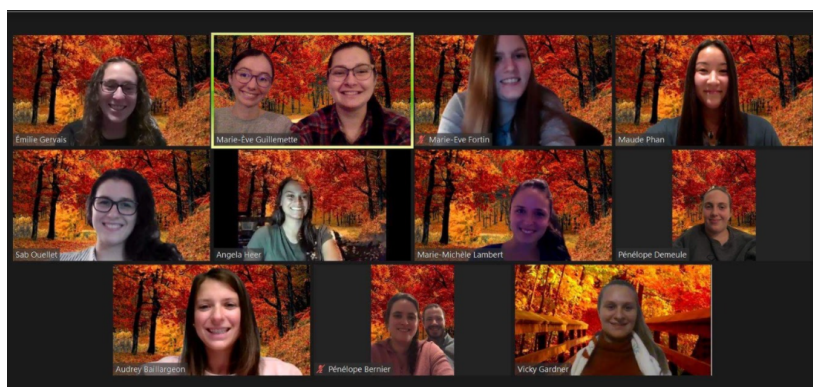 Émilie Gervais
Marie-Ève Guillemette
Marie-Eve Fortin
Maude Phan
Sab Ouellet
Angela Heer
Marie-Michèle Lambert
Pénélope Demeule
Audrey Baillargeon
Pénélope Bernier
Vicky Gardner